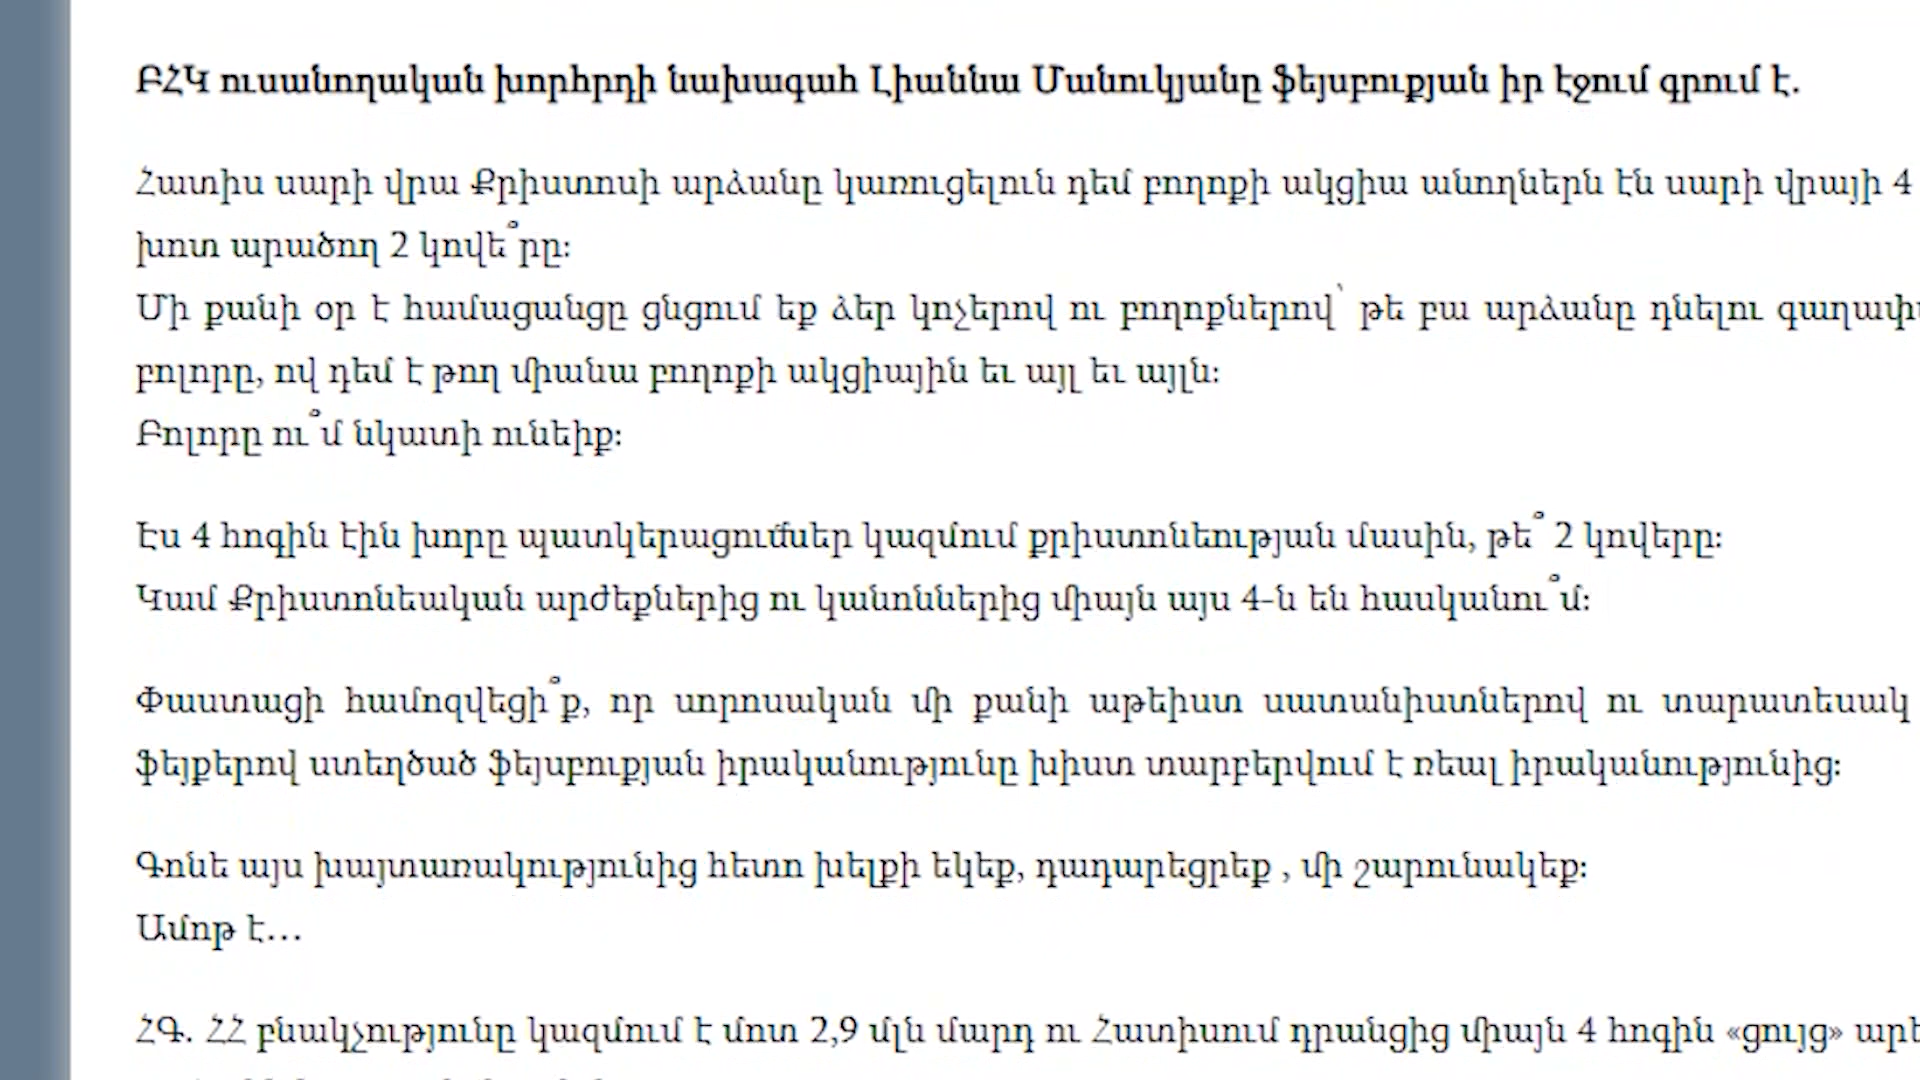 ԲՀԿ ուսանողական խորհրդի նախագահ Լիաննա Մանուկյանը ֆեյսբուքյան իր էջում գրում է.
Հատիս սարի վրա Քրիստոսի արձանը կառուցելուն դեմ բողոքի ակցիա անողներն էն սարի վրայի 4
խոտ արածող 2 կովե՞րը։
Մի քանի օր է համացանցը ցնցում եք ձեր կոչերով ու բողոքներով՝ թե բա արձանը դնելու
բոլորը, ով դեմ է թող միանա բողոքի ակցիային եւ այլ եւ այլն։
Բոլորը ու՞մ նկատի ունեիք։
Էս 4 հոգին էին խորը պատկերացումներ կազմում քրիստոնեության մասին, թե՞ 2 կովերը։
Կամ Քրիստոնեական արժեքներից ու կանոններից միայն այս 4-ն են հասկանու՞մ։
Փաստացի համոզվեցի՞ք, որ սորոսական մի քանի աթեիստ սատանիստներով ու տարատեսակ
ֆեյքերով ստեղծած ֆեյսբուքյան իրականությունը խիստ տարբերվում է ռեալ իրականությունից։
Գոնե այս խայտառակությունից հետո խելքի եկեք, դադարեցրեք , մի շարունակեք։
Ամոթ է…
ՀԳ. ՀՀ բնակչությունը կազմում է մոտ 2,9 մլն մարդ ու Հատիսում դրանցից միայն 4 հոգին «ցույց»